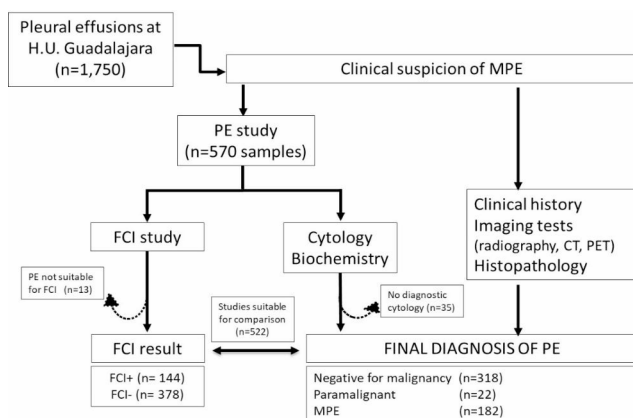 Pleural effusions at
H.U. Guadalajara
(n=1,750)
Clinical suspicion of MPE
PE study
(n=570 samples)
FCI study
Cytology
Biochemistry
Clinical history
Imaging tests
(radiography, CT, PET)
Histopathology
PE not suitable
for FCI (n=13)
No diagnostic
cytology (n=35)
Studies suitable
for comparison
(n=522)
FCI result
FINAL DIAGNOSIS OF PE
FCI+ (n= 144)
FCI- (n= 378)
Negative for malignancy (n=318)
Paramalignant (n=22)
MPE (n=182)